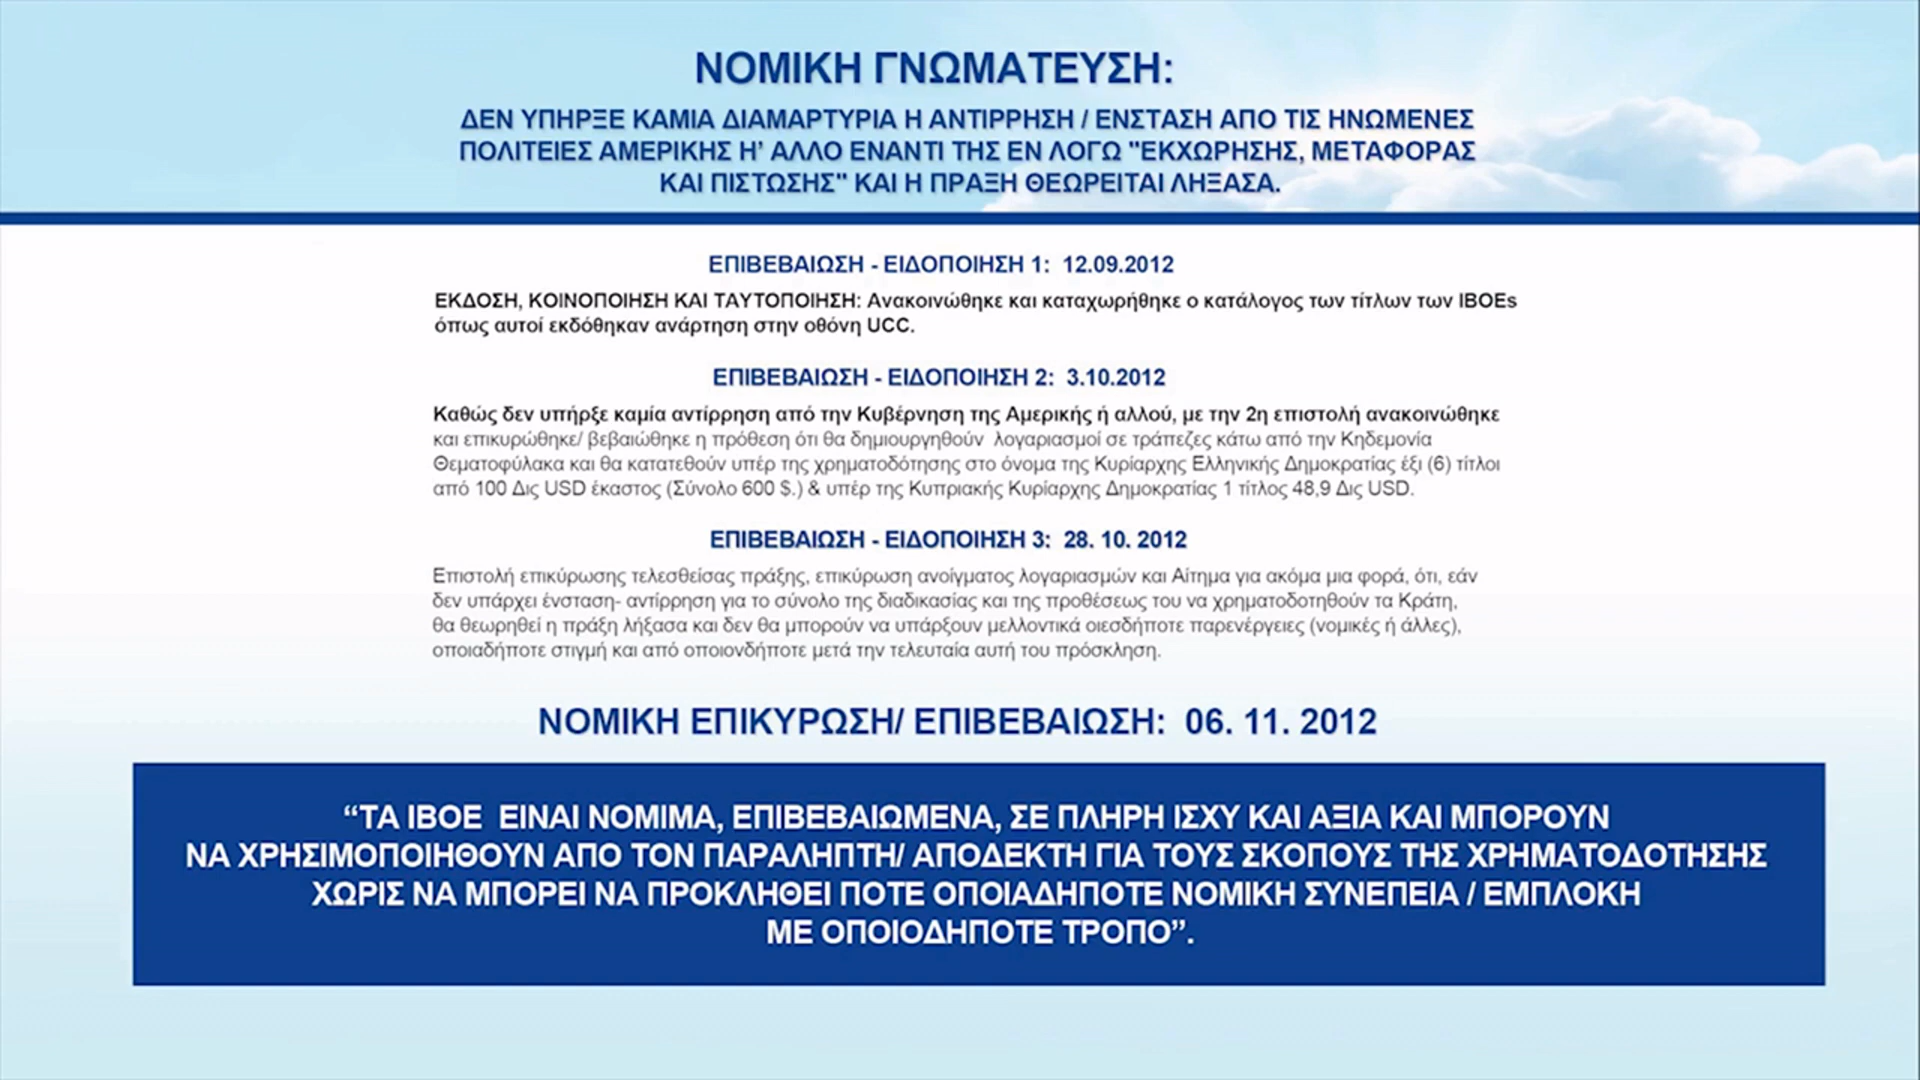 ΝΟΜΙΚΗ ΓΝΩΜΑΤΕΥΣΗ:
ΔΕΝ ΥΠΗΡΞΕ ΚΑΜΙΑ ΔΙΑΜΑΡΤΥΡΙΑ Η ΑΝΤΙΡΡΗΣΗ / ΕΝΣΤΑΣΗ ΑΠΟ ΤΙΣ ΗΝΩΜΕΝΕΣ
ΠΟΛΙΤΕΙΕΣ ΑΜΕΡΙΚΗΣ Η' ΑΛΛΟ ΕΝΑΝΤΙ ΤΗΣ ΕΝ ΛΟΓΩ "ΕΚΧΩΡΗΣΗΣ, ΜΕΤΑΦΟΡΑΣ
ΚΑΙ ΠΙΣΤΩΣΗΣ" ΚΑΙ Η ΠΡΑΞΗ ΘΕΩΡΕΙΤΑΙ ΛΗΞΑΣΑ.
ΕΠΙΒΕΒΑΙΩΣΗ - ΕΙΔΟΠΟΙΗΣΗ 1: 12.09.2012
ΕΚΔΟΣΗ, ΚΟΙΝΟΠΟΙΗΣΗ ΚΑΙ ΤΑΥΤΟΠΟΙΗΣΗ: Ανακοινώθηκε και καταχωρήθηκε ο κατάλογος των τίτλων των IBOEs
όπως αυτοί εκδόθηκαν ανάρτηση στην οθόνη UCC.
ΕΠΙΒΕΒΑΙΩΣΗ - ΕΙΔΟΠΟΙΗΣΗ 2: 3.10.2012
Καθώς δεν υπήρξε καμία αντίρρηση από την Κυβέρνηση της Αμερικής ή αλλού, με την 2η επιστολή ανακοινώθηκε
και επικυρώθηκε/ βεβαιώθηκε η πρόθεση ότι θα δημιουργηθούν λογαριασμοί σε τράπεζες κάτω από την Κηδεμονία
Θεματοφύλακα και θα κατατεθούν υπέρ της χρηματοδότησης στο όνομα της Κυρίαρχης Ελληνικής Δημοκρατίας έξι (6) τίτλοι
από 100 Δις USD έκαστος (Σύνολο 600 $.) & υπέρ της Κυπριακής Κυρίαρχης Δημοκρατίας 1 τίτλος 48,9 Δις USD.
ΕΠΙΒΕΒΑΙΩΣΗ - ΕΙΔΟΠΟΙΗΣΗ 3: 28. 10. 2012
Επιστολή επικύρωσης τελεσθείσας πράξης, επικύρωση ανοίγματος λογαριασμών και Αίτημα για ακόμα μια φορά, ότι, εάν
δεν υπάρχει ένσταση- αντίρρηση για το σύνολο της διαδικασίας και της προθέσεως του να χρηματοδοτηθούν τα Κράτη,
θα θεωρηθεί η πράξη λήξασα και δεν θα μπορούν να υπάρξουν μελλοντικά οιεσδήποτε παρενέργειες (νομικές ή άλλες),
οποιαδήποτε στιγμή και από οποιονδήποτε μετά την τελευταία αυτή του πρόσκληση.
ΝΟΜΙΚΗ ΕΠΙΚΥΡΩΣΗ/ ΕΠΙΒΕΒΑΙΩΣΗ: 06. 11. 2012
“ΤΑ ΙΒΟΕ ΕΙΝΑΙ ΝΟΜΙΜΑ, ΕΠΙΒΕΒΑΙΩΜΕΝΑ, ΣΕ ΠΛΗΡΗ ΙΣΧΥ ΚΑΙ ΑΞΙΑ ΚΑΙ ΜΠΟΡΟΥΝ
ΝΑ ΧΡΗΣΙΜΟΠΟΙΗΘΟΥΝ ΑΠΟ ΤΟΝ ΠΑΡΑΛΗΠΤΗ/ ΑΠΟΔΕΚΤΗ ΓΙΑ ΤΟΥΣ ΣΚΟΠΟΥΣ ΤΗΣ ΧΡΗΜΑΤΟΔΟΤΗΣΗΣ
ΧΩΡΙΣ ΝΑ ΜΠΟΡΕΙ ΝΑ ΠΡΟΚΛΗΘΕΙ ΠΟΤΕ ΟΠΟΙΑΔΗΠΟΤΕ ΝΟΜΙΚΗ ΣΥΝΕΠΕΙΑ / ΕΜΠΛΟΚΗ
ΜΕ ΟΠΟΙΟΔΗΠΟΤΕ ΤΡΟΠΟ”.